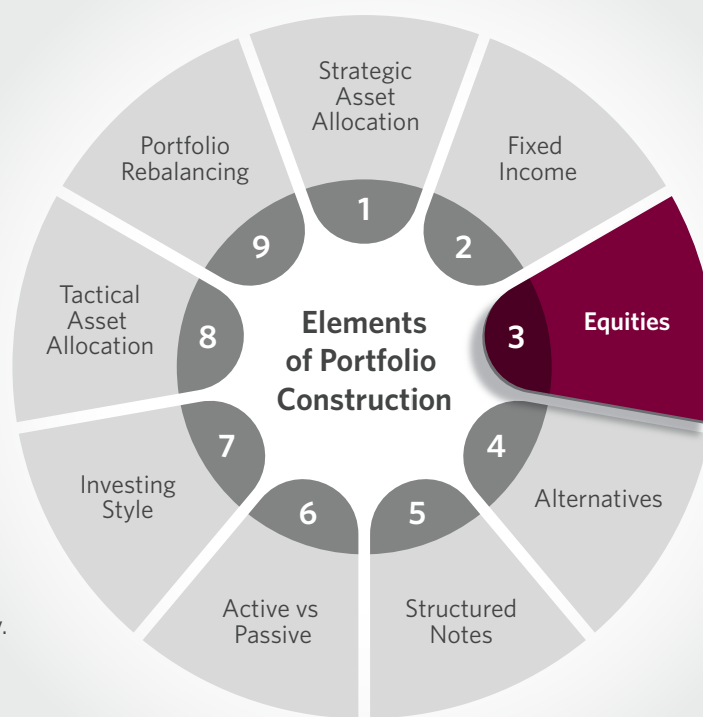 Elements
of Portfolio
Construction
1
Strategic
Asset
Allocation
2
Fixed
Income
3
Equities
4
Alternatives
5
Structured
Notes
6
Active vs
Passive
7
Investing
Style
8
Tactical
Asset
Allocation
9
Portfolio
Rebalancing